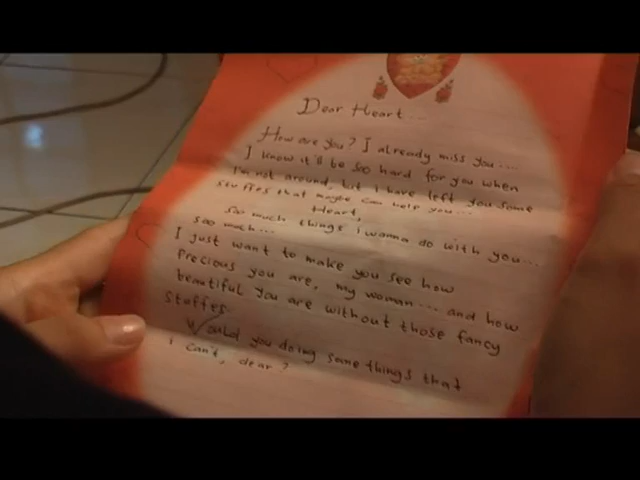 Dear Heart...
How are you? I already miss you....
I know it'll be soo hard for you when
I'm not around, but I have left you some
stuffes that maybe can help you...
Heart,
soo much things i wanna do with you...
soo much...
I just want to make you see how
precious you are, my woman.... and how
beautiful you are without those fancy
stuffes.
Would you doing some things that
i can't, dear?